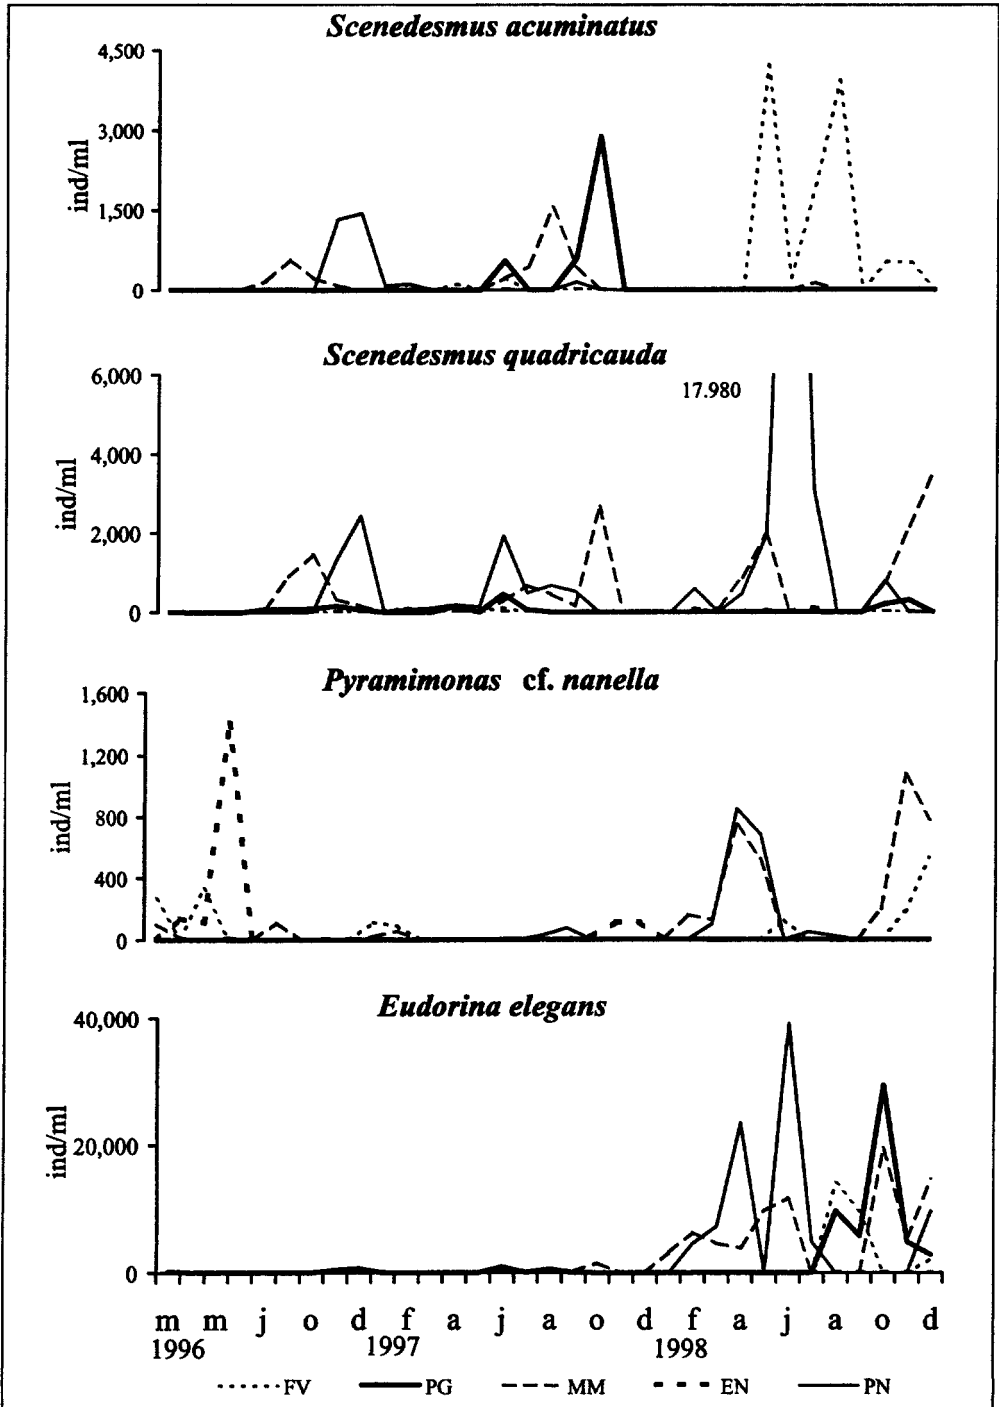 Scenedesmus acuminatus
4,500
3,000
1,500
0
ind/ml
Scenedesmus quadricauda
6,000
4,000
2,000
0
ind/ml
17.980
Pyramimonas cf. nanella
1,600
1,200
800
400
0
ind/ml
Eudorina elegans
40,000
20,000
0
ind/ml
m m j o d f a j a o d f a j a o d
1996 1997 1998
FV PG MM EN PN